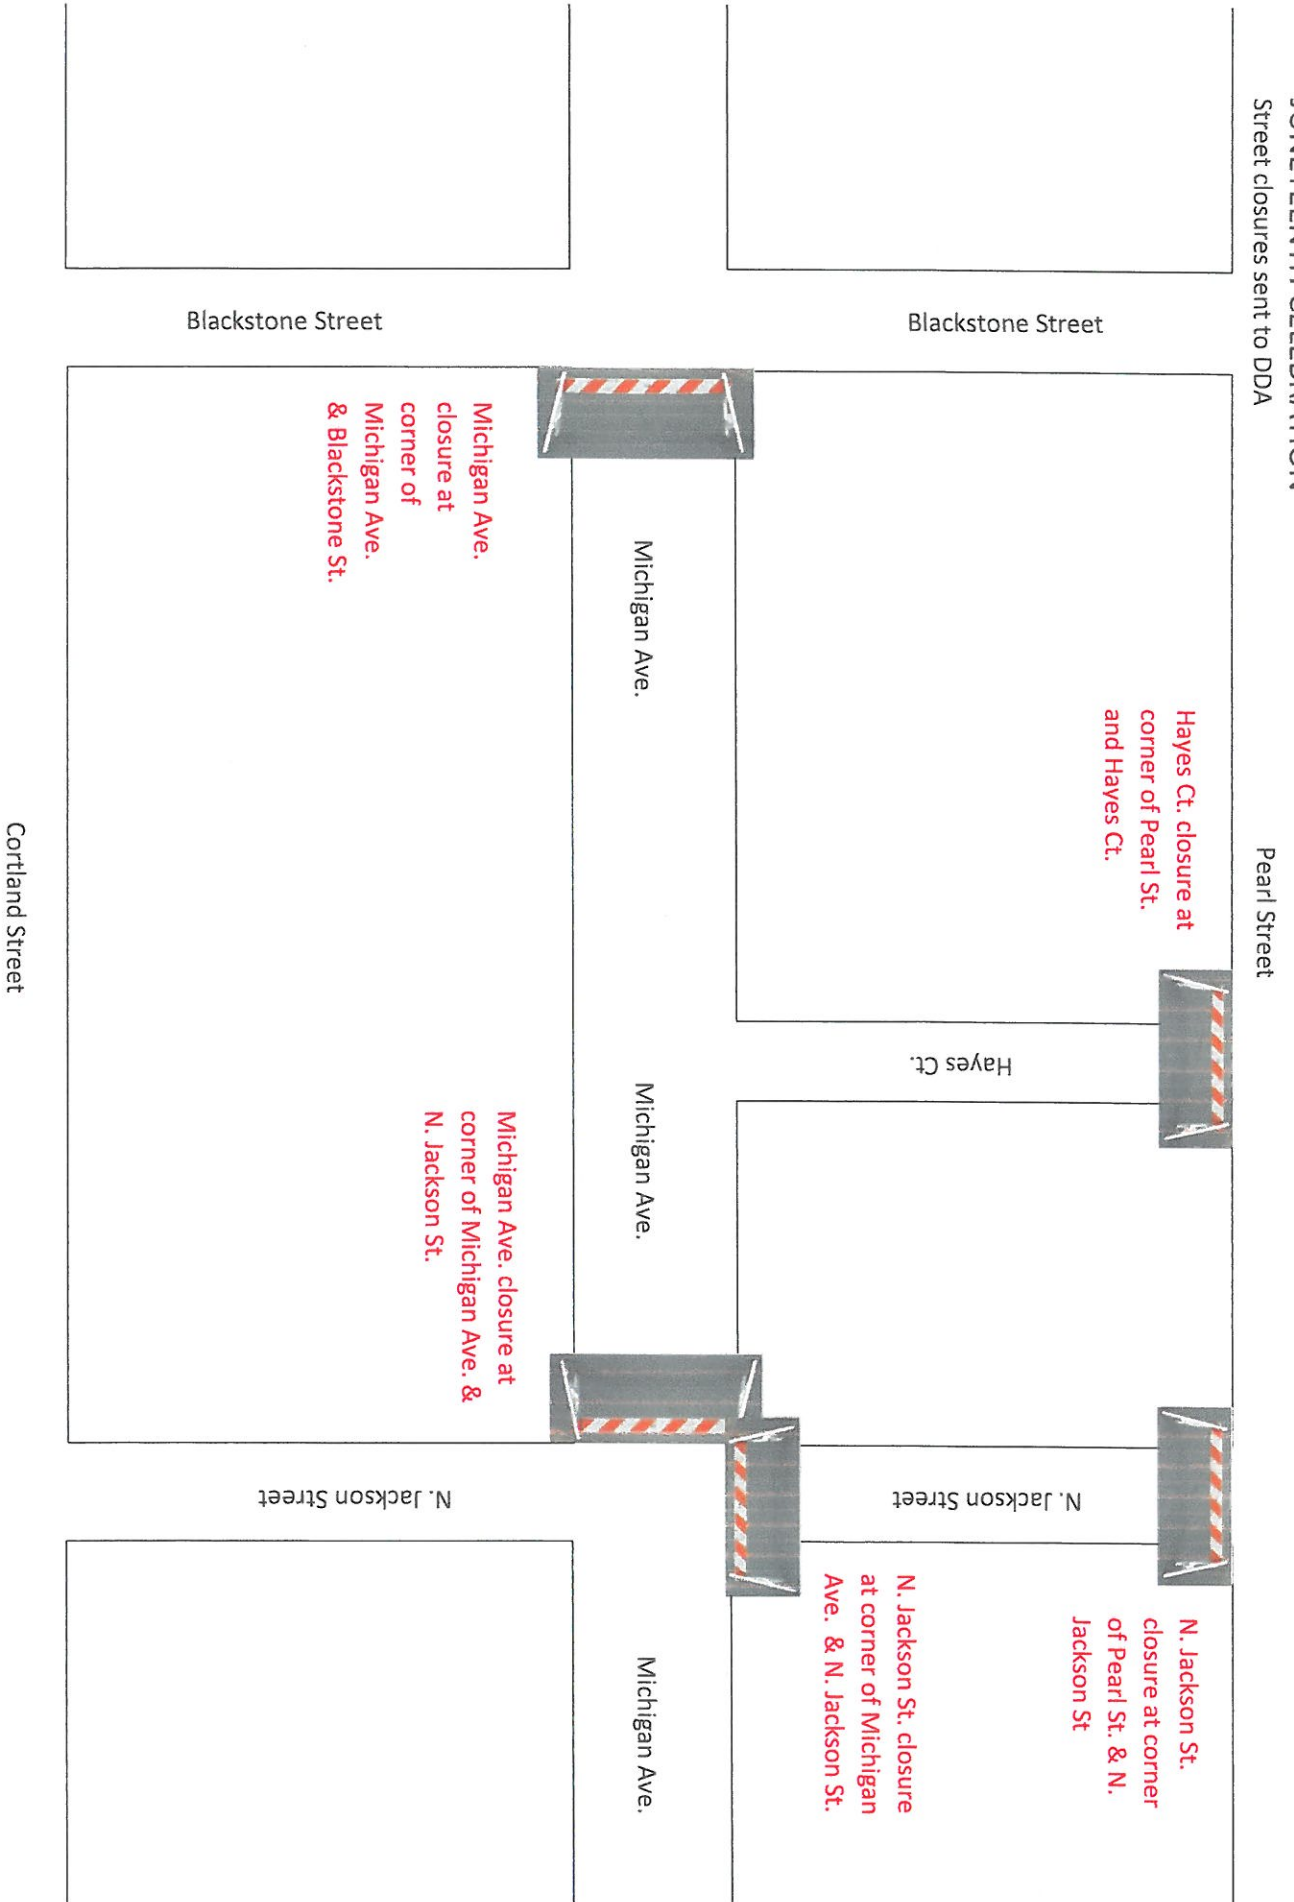 JUNETEENTH CELEBRATION
Street closures sent to DDA
Pearl Street
Hayes Ct. closure at
corner of Pearl St.
and Hayes Ct.
N. Jackson St.
closure at corner
of Pearl St. & N.
Jackson St
Blackstone Street
Hayes Ct.
N. Jackson Street
N. Jackson St. closure
at corner of Michigan
Ave. & N. Jackson St.
Michigan Ave.
Michigan Ave.
Michigan Ave.
Michigan Ave.
closure at
corner of
Michigan Ave.
& Blackstone St.
Michigan Ave. closure at
corner of Michigan Ave. &
N. Jackson St.
Blackstone Street
N. Jackson Street
Cortland Street